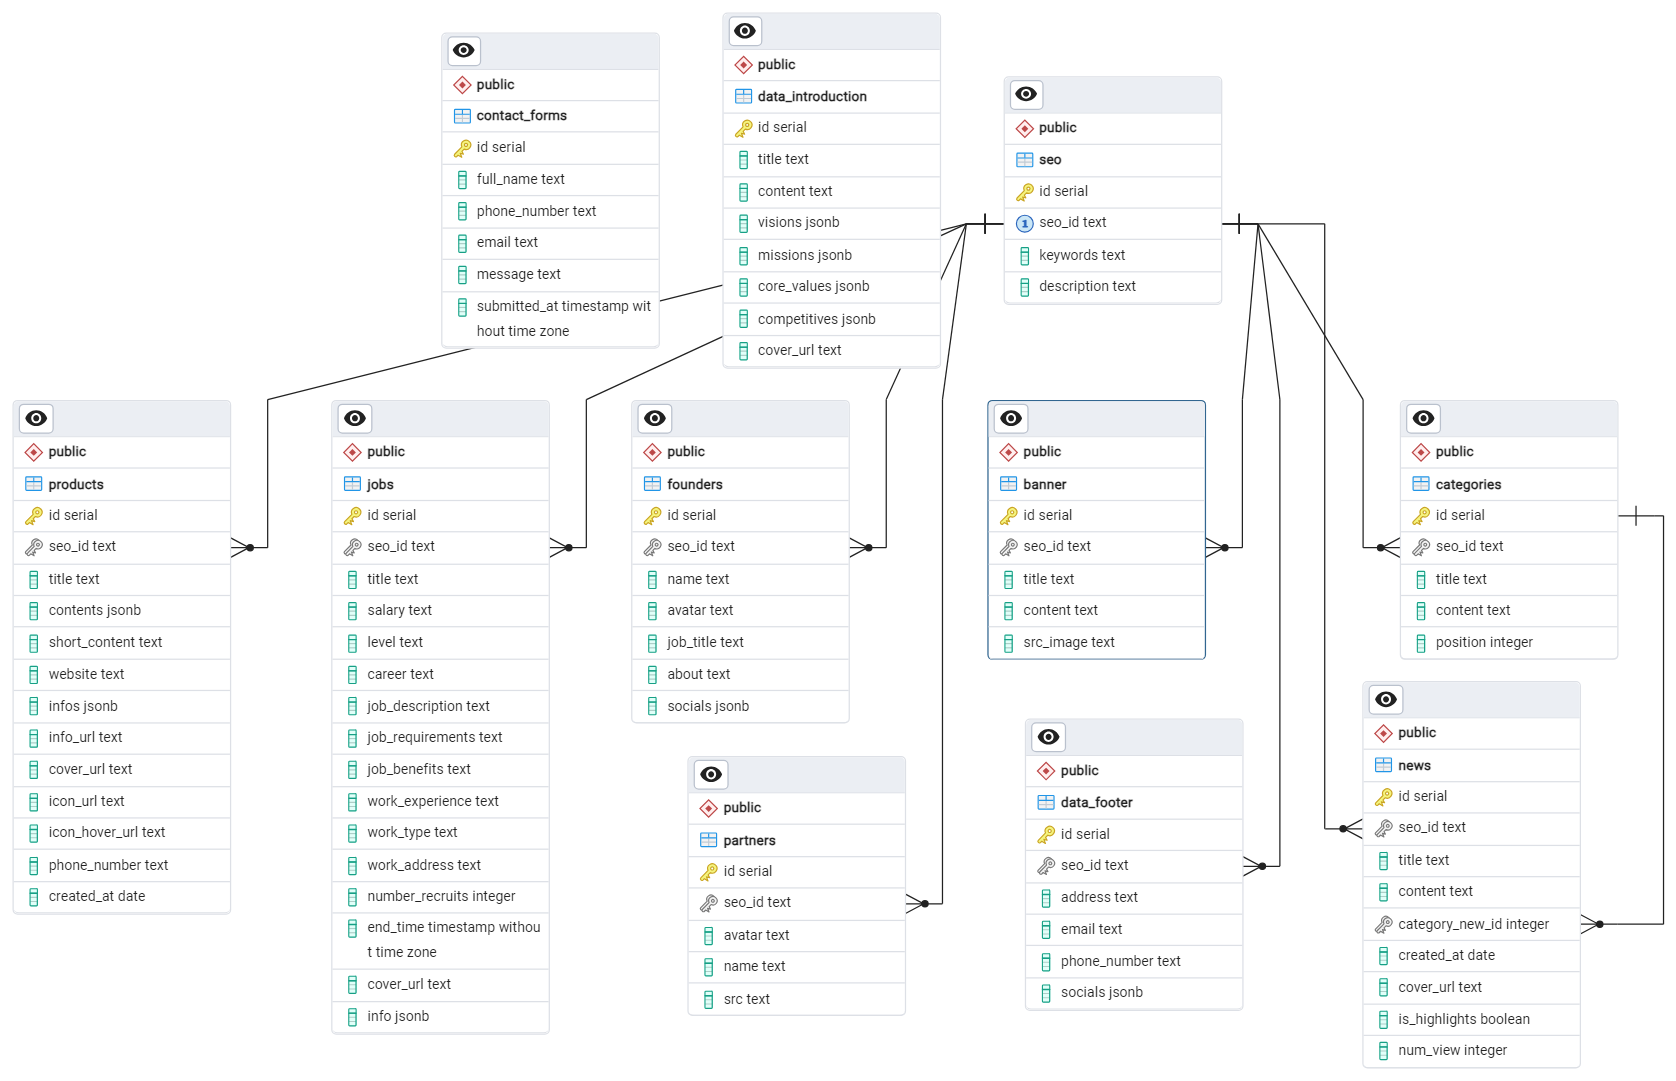 public
contact_forms
id serial
full_name text
phone_number text
email text
message text
submitted_at timestamp wit
hout time zone
public
data_introduction
id serial
title text
content text
visions jsonb
missions jsonb
core_values jsonb
competitives jsonb
cover_url text
public
seo
id serial
1
seo_id text
keywords text
description text
public
products
id serial
seo_id text
title text
contents jsonb
short_content text
website text
infos jsonb
info_url text
cover_url text
icon_url text
icon_hover_url text
phone_number text
created_at date
public
jobs
id serial
seo_id text
title text
salary text
level text
career text
job_description text
job_requirements text
job_benefits text
work_experience text
work_type text
work_address text
number_recruits integer
end_time timestamp withou
t time zone
cover_url text
info jsonb
public
founders
id serial
seo_id text
name text
avatar text
job_title text
about text
socials jsonb
public
partners
id serial
seo_id text
avatar text
name text
src text
public
banner
id serial
seo_id text
title text
content text
src_image text
public
data_footer
id serial
seo_id text
address text
email text
phone_number text
socials jsonb
public
categories
id serial
seo_id text
title text
content text
position integer
public
news
id serial
seo_id text
title text
content text
category_new_id integer
created_at date
cover_url text
is_highlights boolean
num_view integer